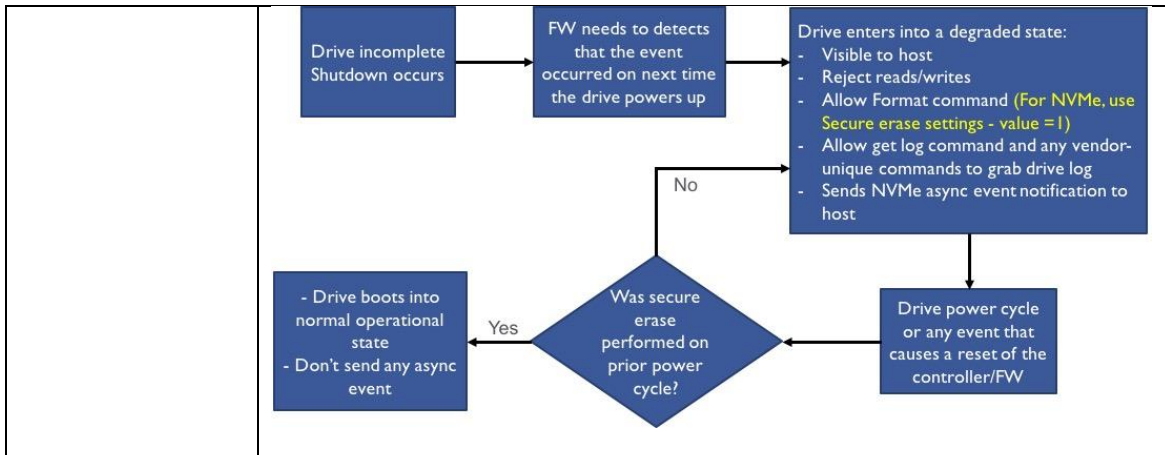 Drive incomplete
Shutdown occurs
FW needs to detects
that the event
occurred on next time
the drive powers up
Drive enters into a degraded state:
- Visible to host
- Reject reads/writes
- Allow Format command (For NVMe, use
Secure erase settings - value =1)
- Allow get log command and any vendor-
unique commands to grab drive log
- Sends NVMe async event notification to
host
No
- Drive boots into
normal operational
state
- Don't send any async
event
Yes
Was secure
erase
performed on
prior power
cycle?
Drive power cycle
or any event that
causes a reset of the
controller/FW